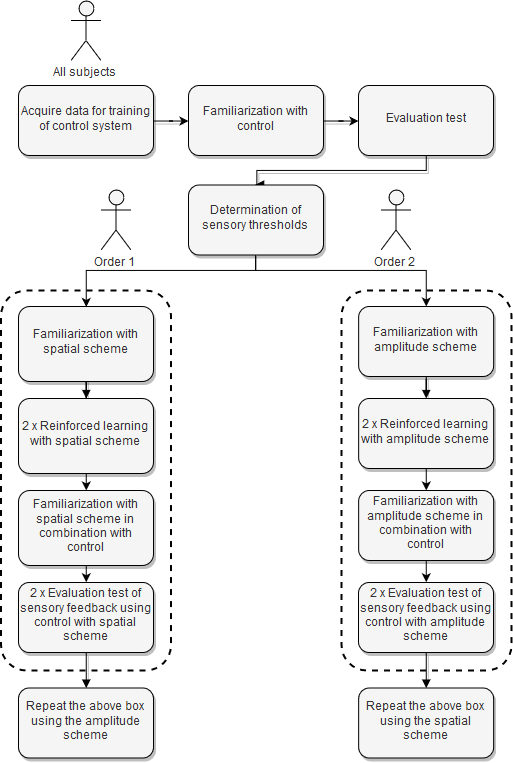 All subjects
Acquire data for training
of control system
Familiarization with
control
Evaluation test
Determination of
sensory thresholds
Order 1
Order 2
Familiarization with
spatial scheme
2 x Reinforced learning
with spatial scheme
Familiarization with
spatial scheme in
combination with
control
2 x Evaluation test of
sensory feedback using
control with spatial
scheme
Repeat the above box
using the amplitude
scheme
Familiarization with
amplitude scheme
2 x Reinforced learning
with amplitude scheme
Familiarization with
amplitude scheme in
combination with
control
2 x Evaluation test of
sensory feedback using
control with amplitude
scheme
Repeat the above box
using the spatial
scheme